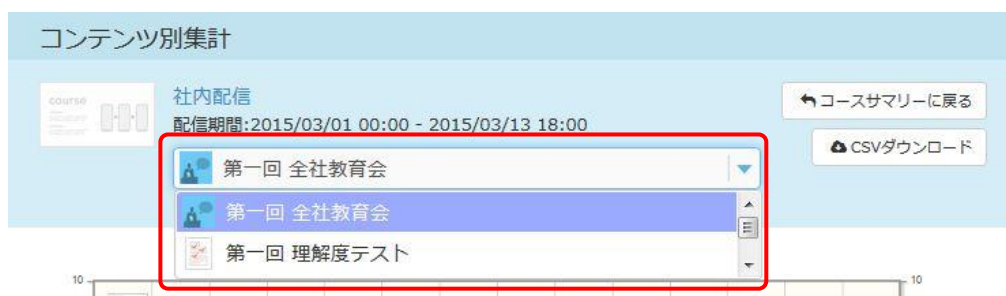 コンテンツ別集計
course
社内配信
配信期間:2015/03/01 00:00 - 2015/03/13 18:00
コースサマリーに戻る
CSVダウンロード
第一回 全社教育会
第一回 全社教育会
第一回 理解度テスト
10
10